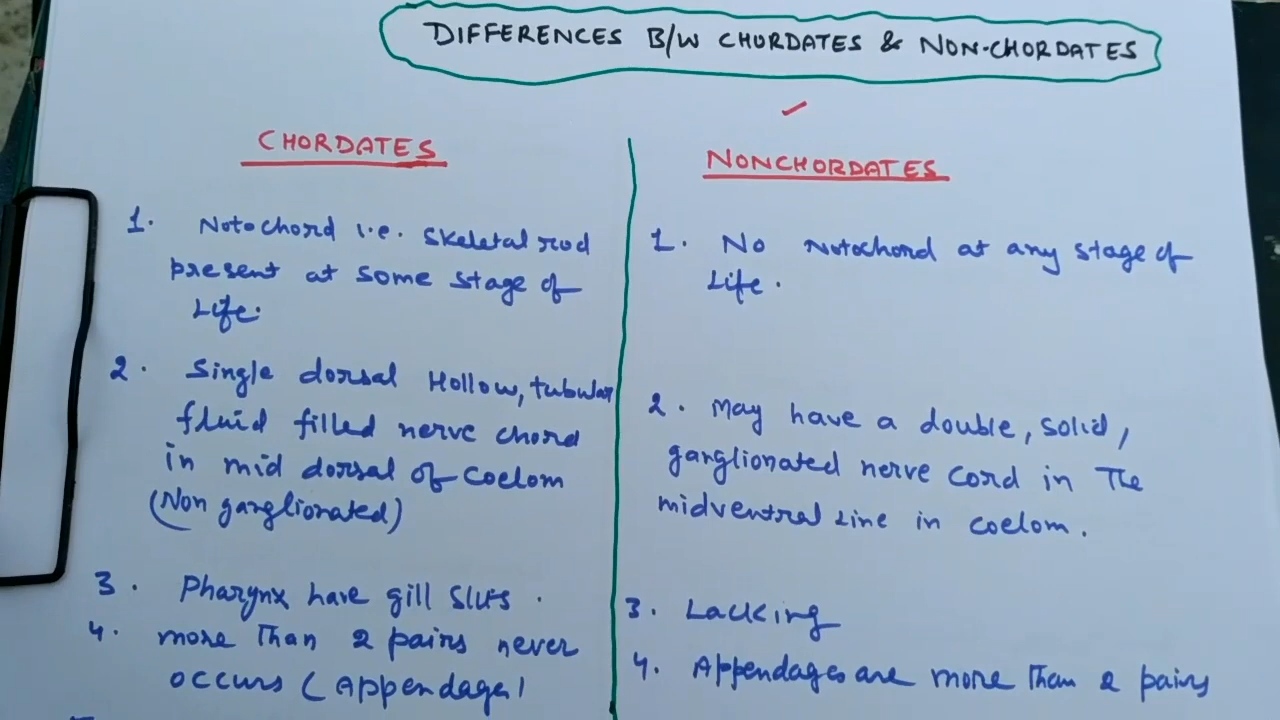 DIFFERENCES B/W CHORDATES & NON-CHORDATES
CHORDATES
1. Notochord i.e. Skeletal rod
present at some stage of
Life.
2. Single dorsal Hollow, tubular
fluid filled nerve chord
in mid dorsal of Coelom
(Non ganglionated)
3. Pharynx have gill slits.
4. more Than 2 pairs never
occurs (Appendage)
NONCHORDATES
1. No Notochord at any stage of
Life.
2. May have a double, solid,
ganglionated nerve cord in The
midventral line in coelom.
3. Lacking
4. Appendages are more Than 2 pairs